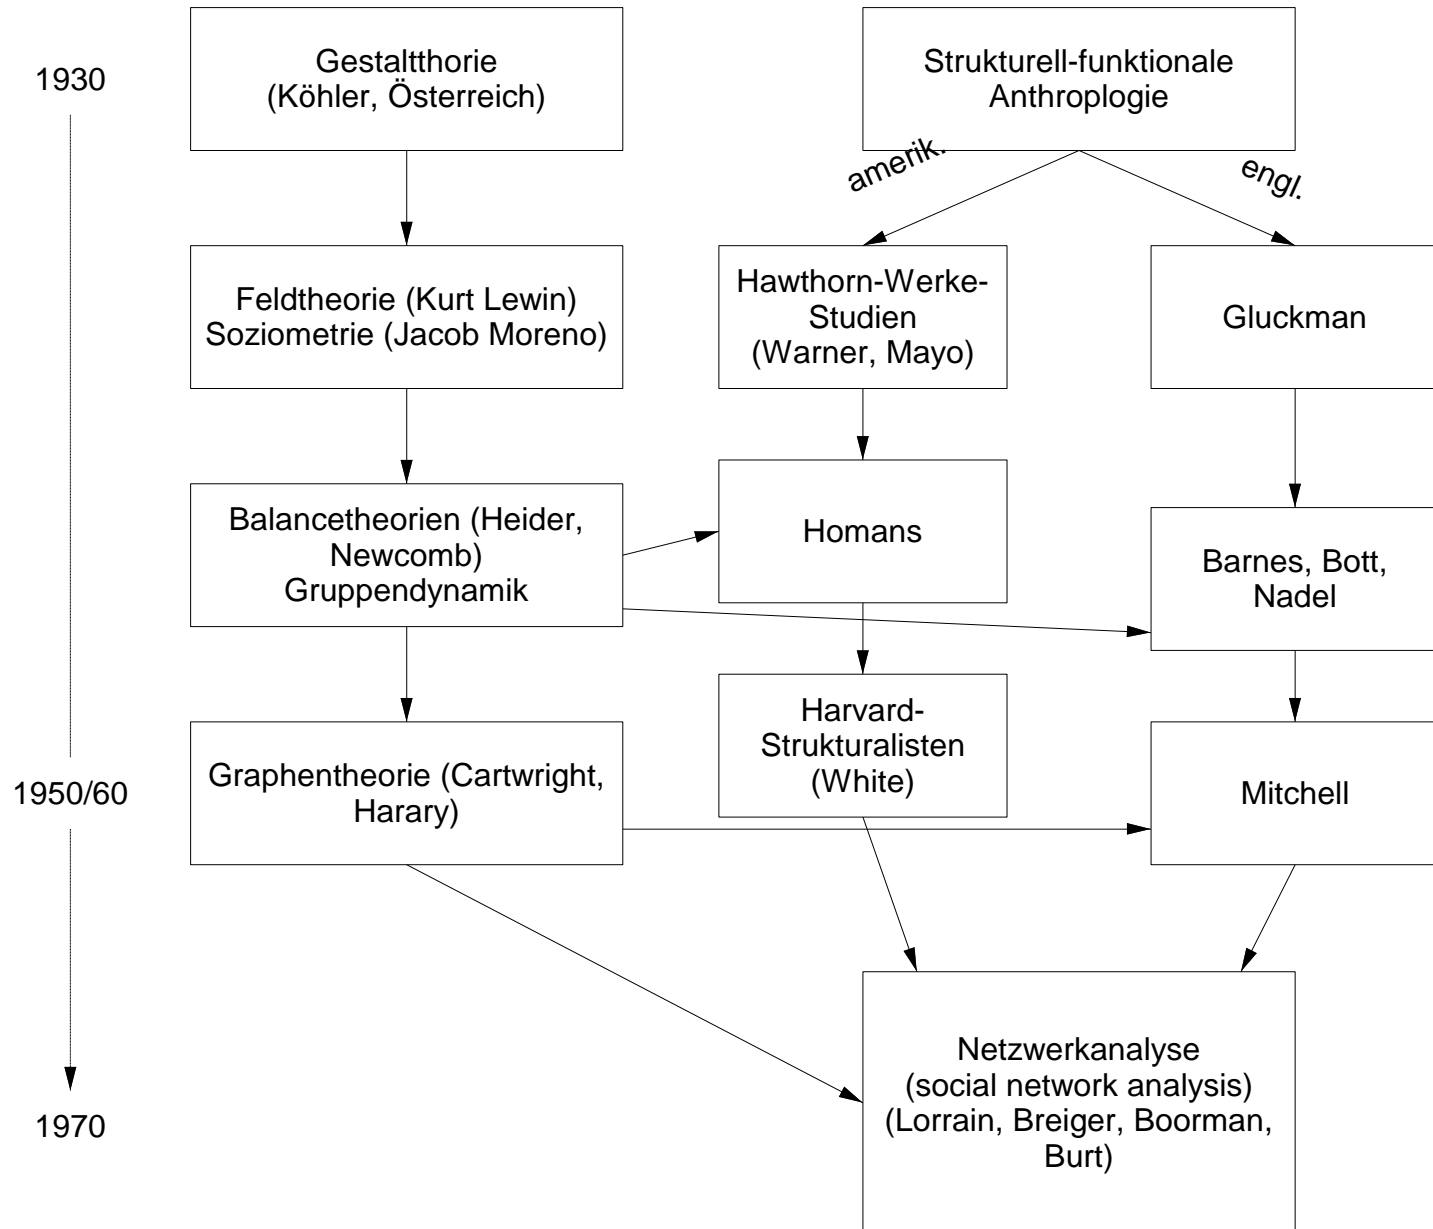 1930
Gestaltthorie
(Köhler, Österreich)
Strukturell-funktionale
Anthroplogie
amerik.
engl.
Feldtheorie (Kurt Lewin)
Soziometrie (Jacob Moreno)
Hawthorn-Werke-
Studien
(Warner, Mayo)
Gluckman
Balancetheorien (Heider,
Newcomb)
Gruppendynamik
Homans
Barnes, Bott,
Nadel
1950/60
Graphentheorie (Cartwright,
Harary)
Harvard-
Strukturalisten
(White)
Mitchell
1970
Netzwerkanalyse
(social network analysis)
(Lorrain, Breiger, Boorman,
Burt)